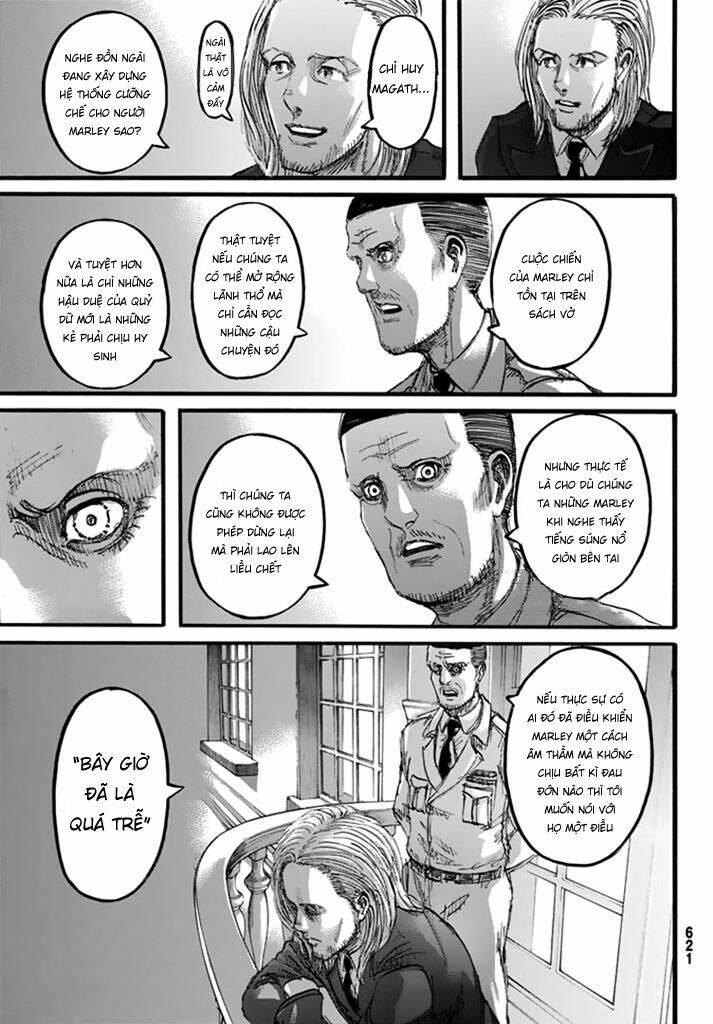 CHỈ HUY
MAGATH...
NGÀI
THẬT
LÀ VÔ
CẢM
ĐẤY
NGHE ĐỒN NGÀI
ĐANG XÂY DỰNG
HỆ THỐNG CƯỠNG
CHẾ CHO NGƯỜI
MARLEY SAO?
CUỘC CHIẾN
CỦA MARLEY CHỈ
TỒN TẠI TRÊN
SÁCH VỞ
THẬT TUYỆT
NẾU CHÚNG TA
CÓ THỂ MỞ RỘNG
LÃNH THỔ MÀ
CHỈ CẦN ĐỌC
NHỮNG CÂU
CHUYỆN ĐÓ
VÀ TUYỆT HƠN
NỮA LÀ CHỈ NHỮNG
HẬU DUỆ CỦA QUỶ
DỮ MỚI LÀ NHỮNG
KẺ PHẢI CHỊU HY
SINH
NHƯNG THỰC TẾ
LÀ CHO DÙ CHÚNG
TA NHỮNG MARLEY
KHI NGHE THẤY
TIẾNG SÚNG NỔ
GIÒN BÊN TAI
THÌ CHÚNG TA
CŨNG KHÔNG ĐƯỢC
PHÉP DỪNG LẠI
MÀ PHẢI LAO LÊN
LIỀU CHẾT
NẾU THỰC SỰ CÓ
AI ĐÓ ĐÃ ĐIỀU KHIỂN
MARLEY MỘT CÁCH
ÂM THẦM MÀ KHÔNG
CHỊU BẤT KÌ ĐAU
ĐỚN NÀO THÌ TÔI
MUỐN NÓI VỚI
HỌ MỘT ĐIỀU
"BÂY GIỜ
ĐÃ LÀ
QUÁ TRỄ"
621